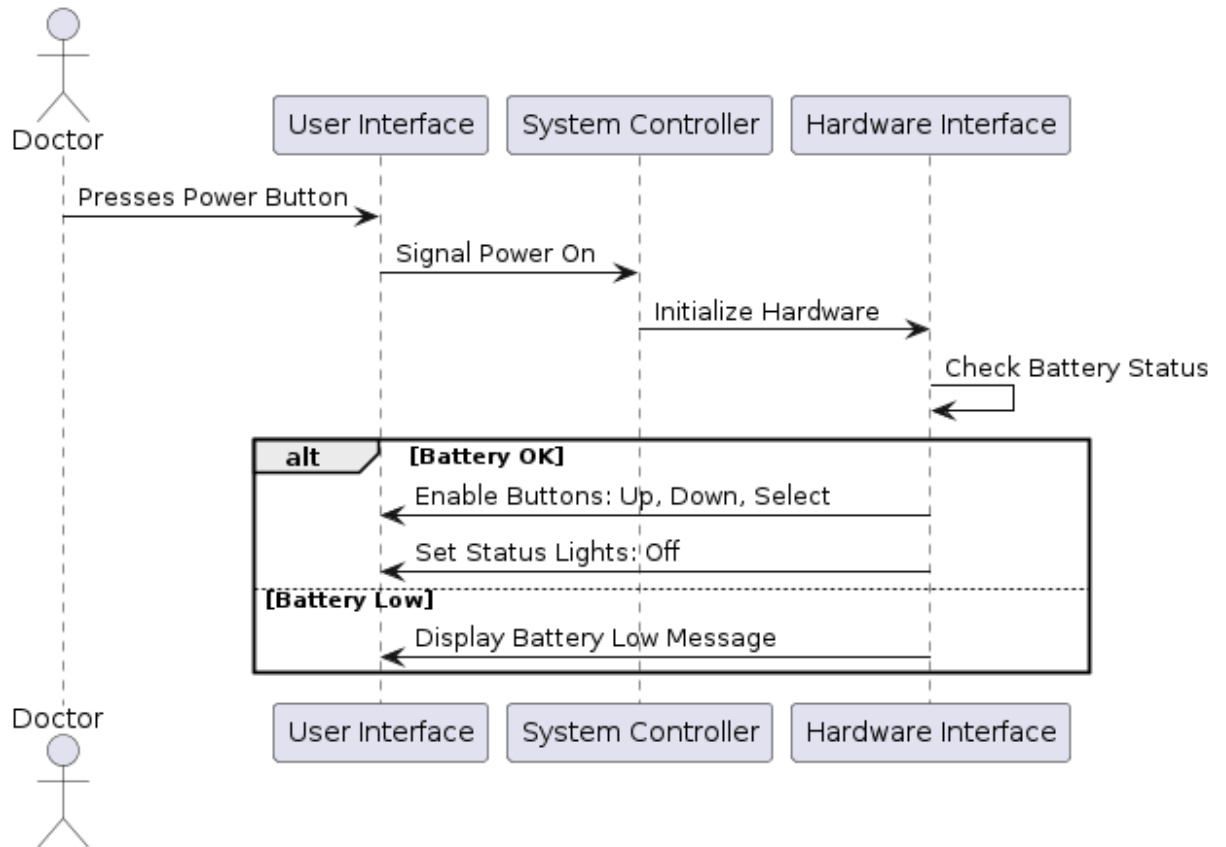 Doctor
User Interface
System Controller
Hardware Interface
Presses Power Button
Signal Power On
Initialize Hardware
Check Battery Status
alt
[Battery OK]
Enable Buttons: Up, Down, Select
Set Status Lights: Off
[Battery Low]
Display Battery Low Message
Doctor
User Interface
System Controller
Hardware Interface